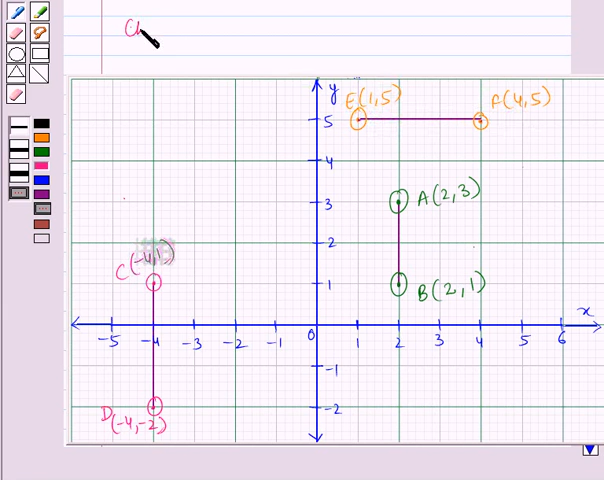 C
y
E(1,5)
F(4,5)
5
4
3
A(2,3)
2
C(-4,1)
1
B(2,1)
x
-5 -4 -3 -2 -1 0 1 2 3 4 5 6
-1
-2
D(-4,-2)